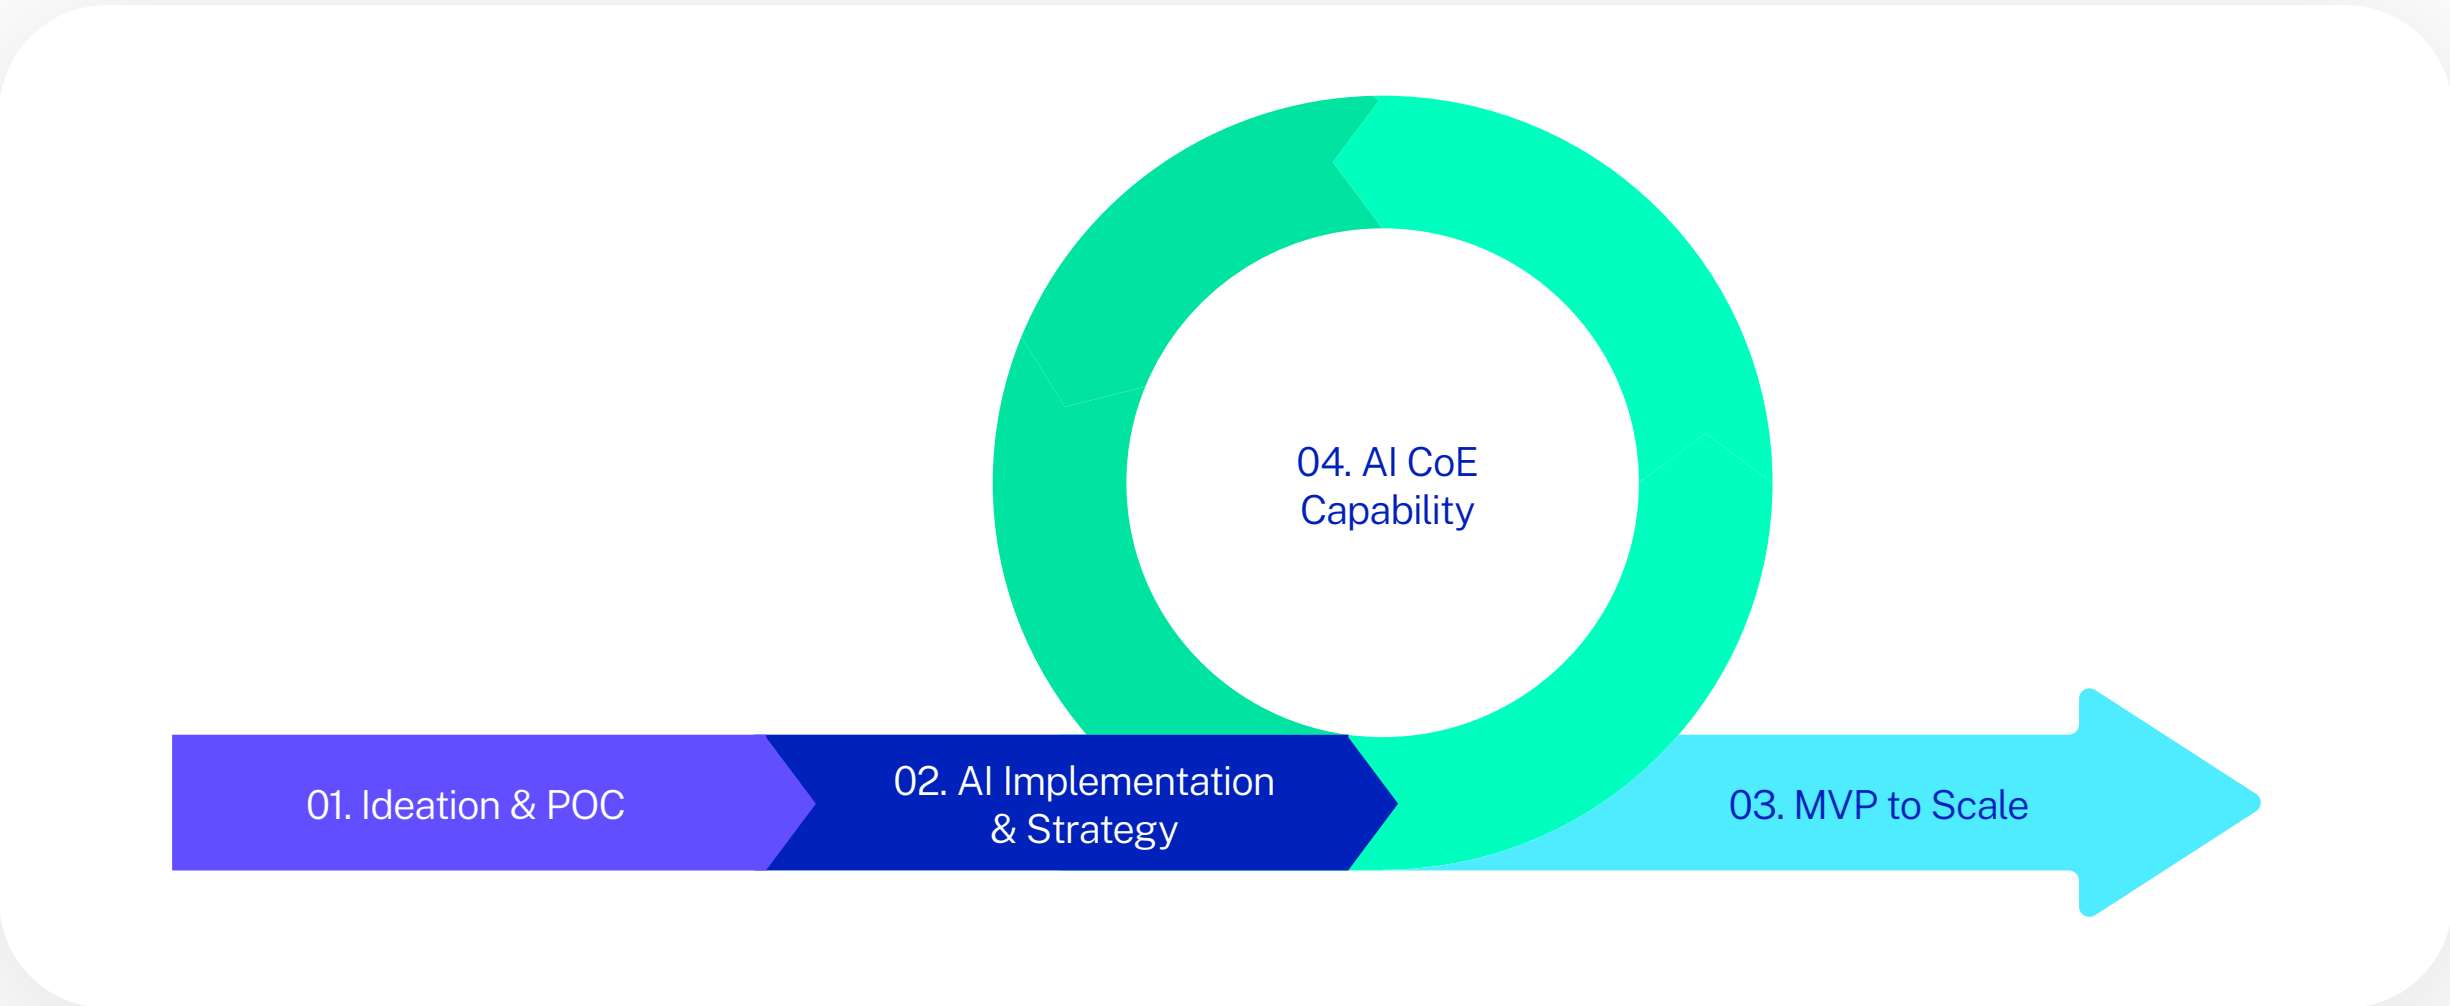 04. AI CoE
Capability
01. Ideation & POC
02. AI Implementation
& Strategy
03. MVP to Scale